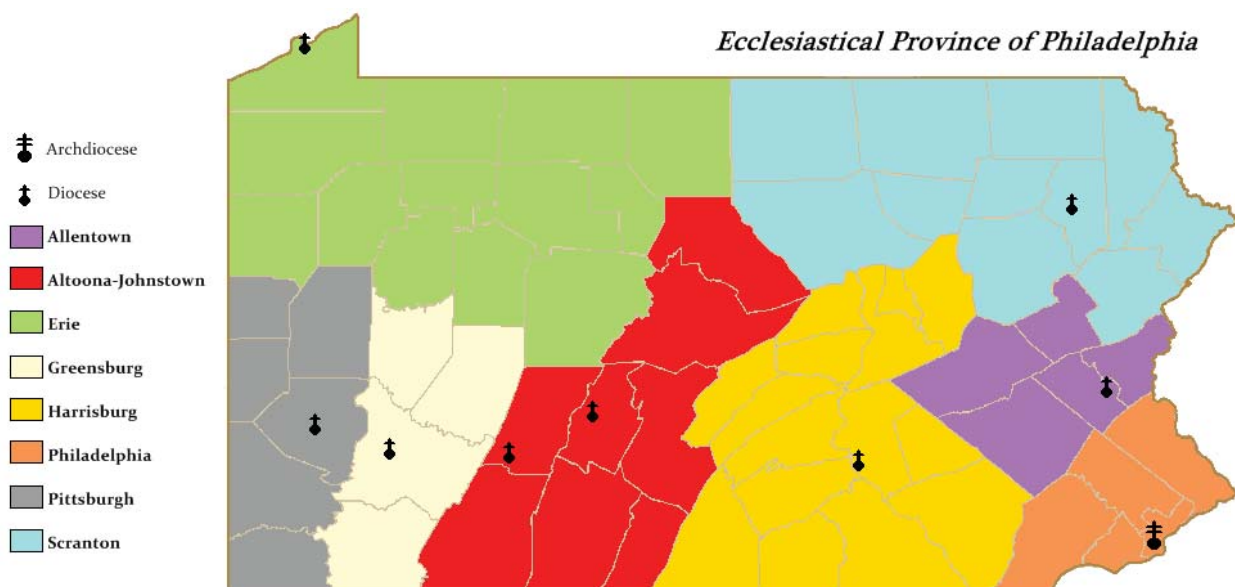 Ecclesiastical Province of Philadelphia
Archdiocese
Diocese
Allentown
Altoona-Johnstown
Erie
Greensburg
Harrisburg
Philadelphia
Pittsburgh
Scranton